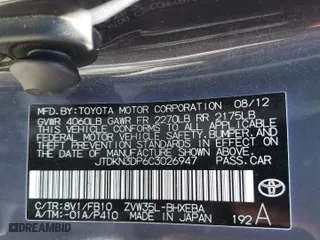 MFD. BY: TOYOTA MOTOR CORPORATION 08/12
GVWR 4060LB GAWR FR 2270LB RR 2175LB
THIS VEHICLE CONFORMS TO ALL APPLICABLE
FEDERAL MOTOR VEHICLE SAFETY, BUMPER, AND
THEFT PREVENTION STANDARDS IN EFFECT ON
THE DATE OF MANUFACTURE SHOWN ABOVE.
JTDKN3DP6C3026947 PASS. CAR
C/TR:8V1/FB10 ZVW35L-BHXEBA
A/TM:-01A/P410 MADE IN JAPAN 192 A
TOYOTA